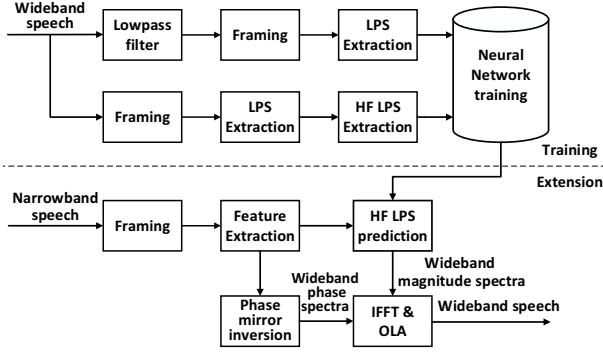 Wideband
speech
Lowpass
filter
Framing
LPS
Extraction
Neural
Network
training
Framing
LPS
Extraction
HF LPS
Extraction
Training
Extension
Narrowband
speech
Framing
Feature
Extraction
HF LPS
prediction
Wideband
phase
spectra
Wideband
magnitude spectra
Phase
mirror
inversion
IFFT &
OLA
Wideband speech